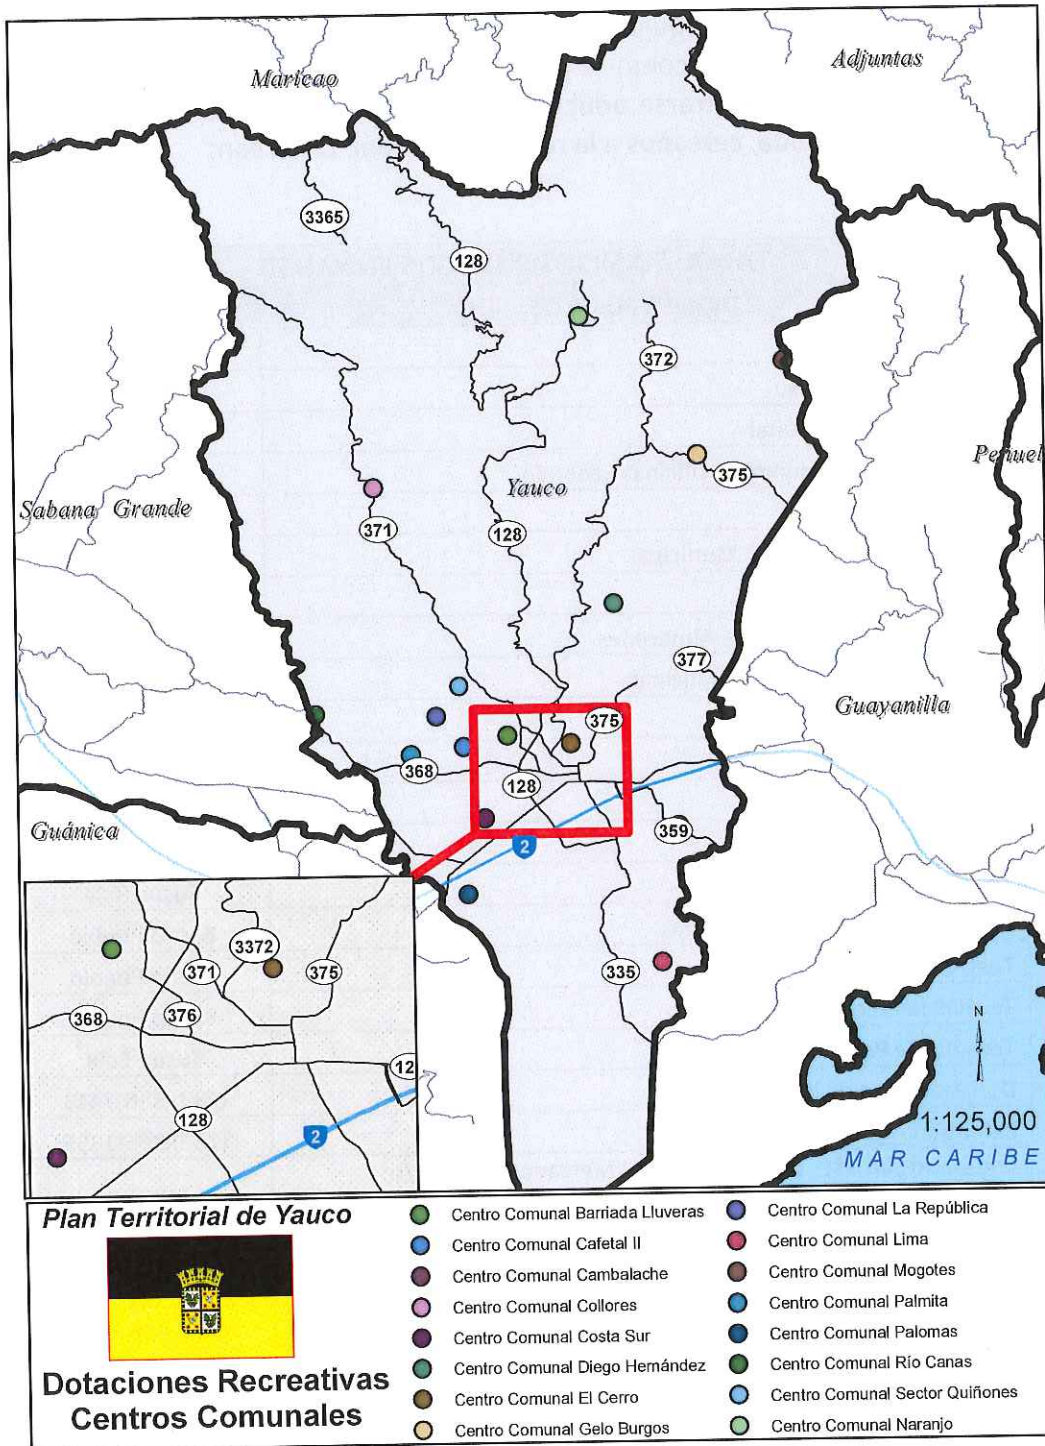 Maricao
Adjuntas
3365
128
372
375
Peñuel
Yauco
Sabana Grande
371
128
377
Guayanilla
375
368
128
Guánica
359
2
335
3372
371
375
376
368
12
128
2
N
1:125,000
MAR CARIBE
Plan Territorial de Yauco
Dotaciones Recreativas
Centros Comunales
Centro Comunal Barriada Lluveras
Centro Comunal Cafetal II
Centro Comunal Cambalache
Centro Comunal Collores
Centro Comunal Costa Sur
Centro Comunal Diego Hernández
Centro Comunal El Cerro
Centro Comunal Gelo Burgos
Centro Comunal La República
Centro Comunal Lima
Centro Comunal Mogotes
Centro Comunal Palmita
Centro Comunal Palomas
Centro Comunal Río Canas
Centro Comunal Sector Quiñones
Centro Comunal Naranjo